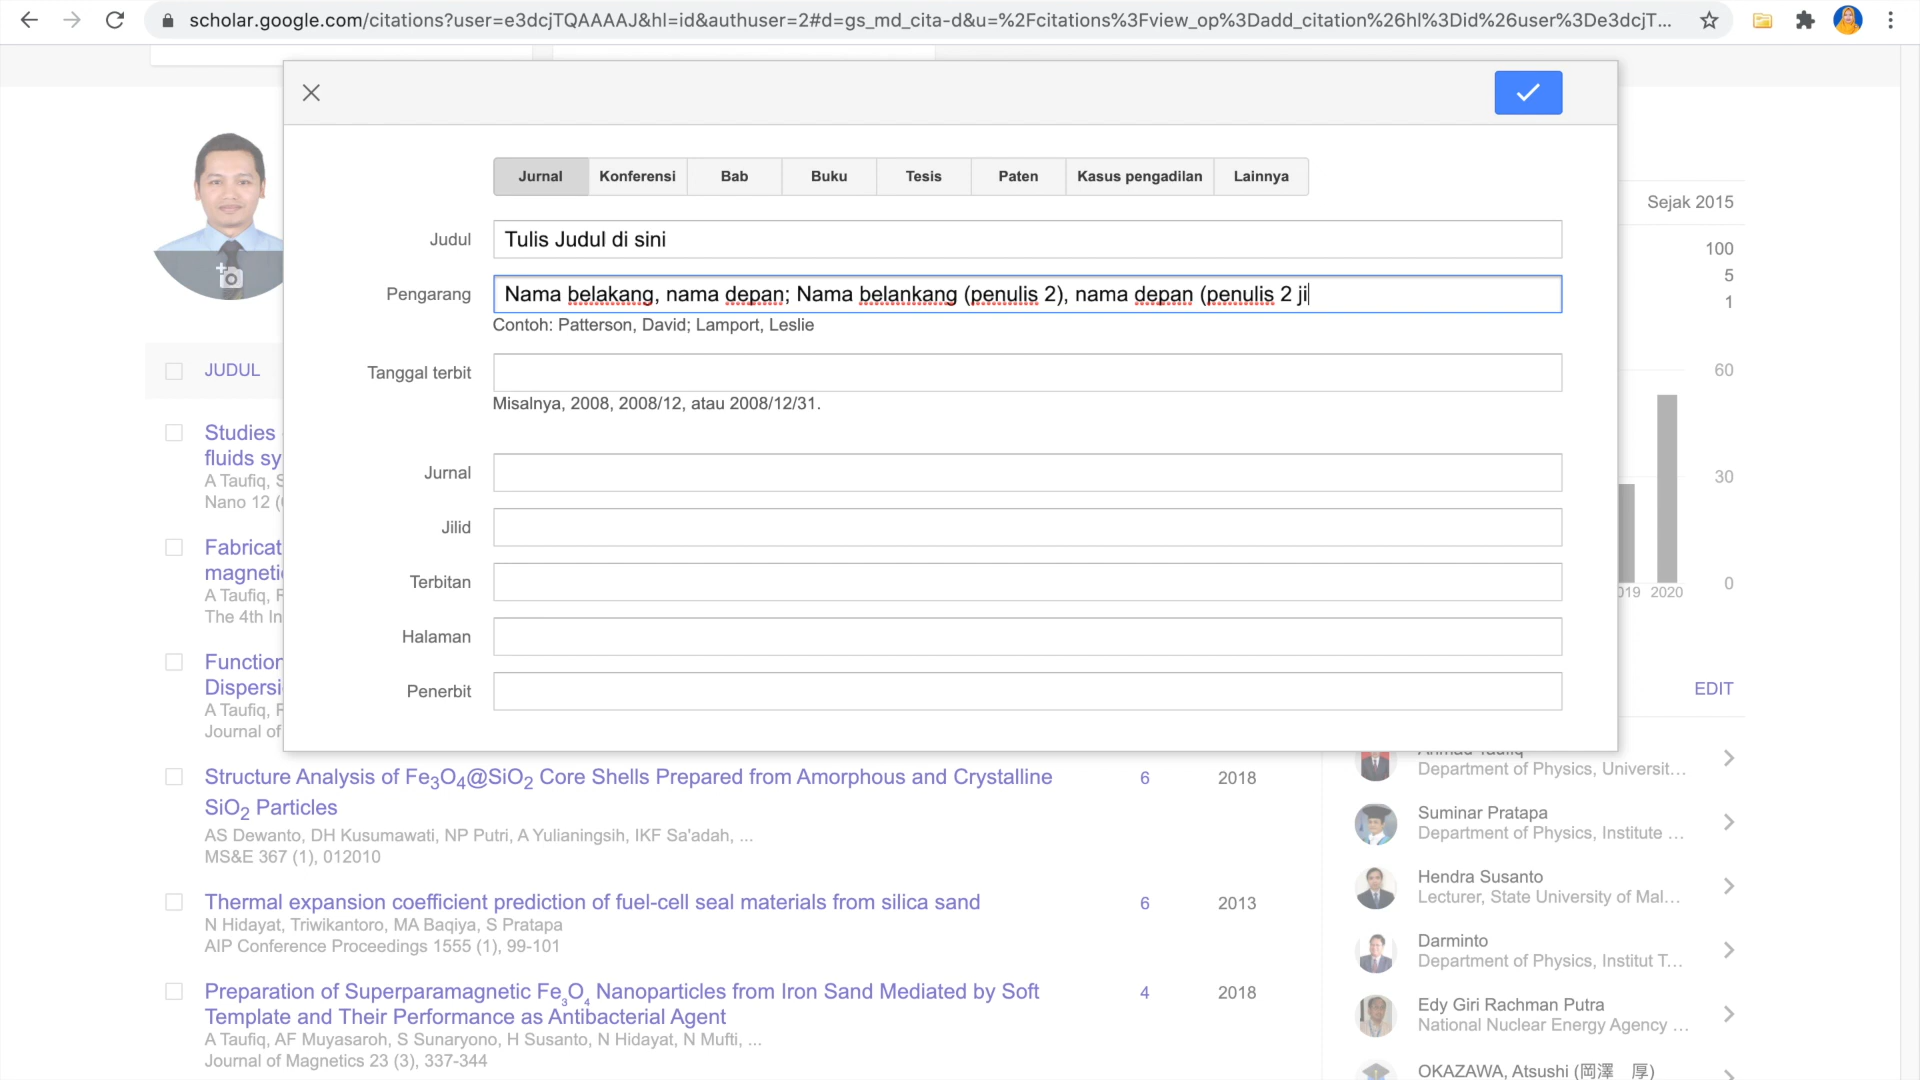 scholar.google.com/citations?user=e3dcjTQAAAAJ&hl=id&authuser=2#d=gs_md_cita-d&u=%2Fcitations%3Fview_op%3Dadd_citation%26hl%3Did%26user%3De3dcjT...
Jurnal Konferensi Bab Buku Tesis Paten Kasus pengadilan Lainnya
Judul Tulis Judul di sini
Pengarang Nama belakang, nama depan; Nama belankang (penulis 2), nama depan (penulis 2 ji
Contoh: Patterson, David; Lamport, Leslie
Tanggal terbit
Misalnya, 2008, 2008/12, atau 2008/12/31.
Jurnal
Jilid
Terbitan
Halaman
Penerbit
JUDUL
Studies
fluids sy
A Taufiq, S
Nano 12 (
Fabricat
magneti
A Taufiq, F
The 4th In
Function
Dispersi
A Taufiq, F
Journal of
Structure Analysis of Fe3O4@SiO2 Core Shells Prepared from Amorphous and Crystalline 6 2018
SiO2 Particles
AS Dewanto, DH Kusumawati, NP Putri, A Yulianingsih, IKF Sa'adah, ...
MS&E 367 (1), 012010
Thermal expansion coefficient prediction of fuel-cell seal materials from silica sand 6 2013
N Hidayat, Triwikantoro, MA Baqiya, S Pratapa
AIP Conference Proceedings 1555 (1), 99-101
Preparation of Superparamagnetic Fe3O4 Nanoparticles from Iron Sand Mediated by Soft 4 2018
Template and Their Performance as Antibacterial Agent
A Taufiq, AF Muyasaroh, S Sunaryono, H Susanto, N Hidayat, N Mufti, ...
Journal of Magnetics 23 (3), 337-344
Sejak 2015
100
5
1
60
30
0
019 2020
EDIT
Department of Physics, Universit...
Suminar Pratapa
Department of Physics, Institute ...
Hendra Susanto
Lecturer, State University of Mal...
Darminto
Department of Physics, Institut T...
Edy Giri Rachman Putra
National Nuclear Energy Agency ...
OKAZAWA, Atsushi (岡澤 厚)